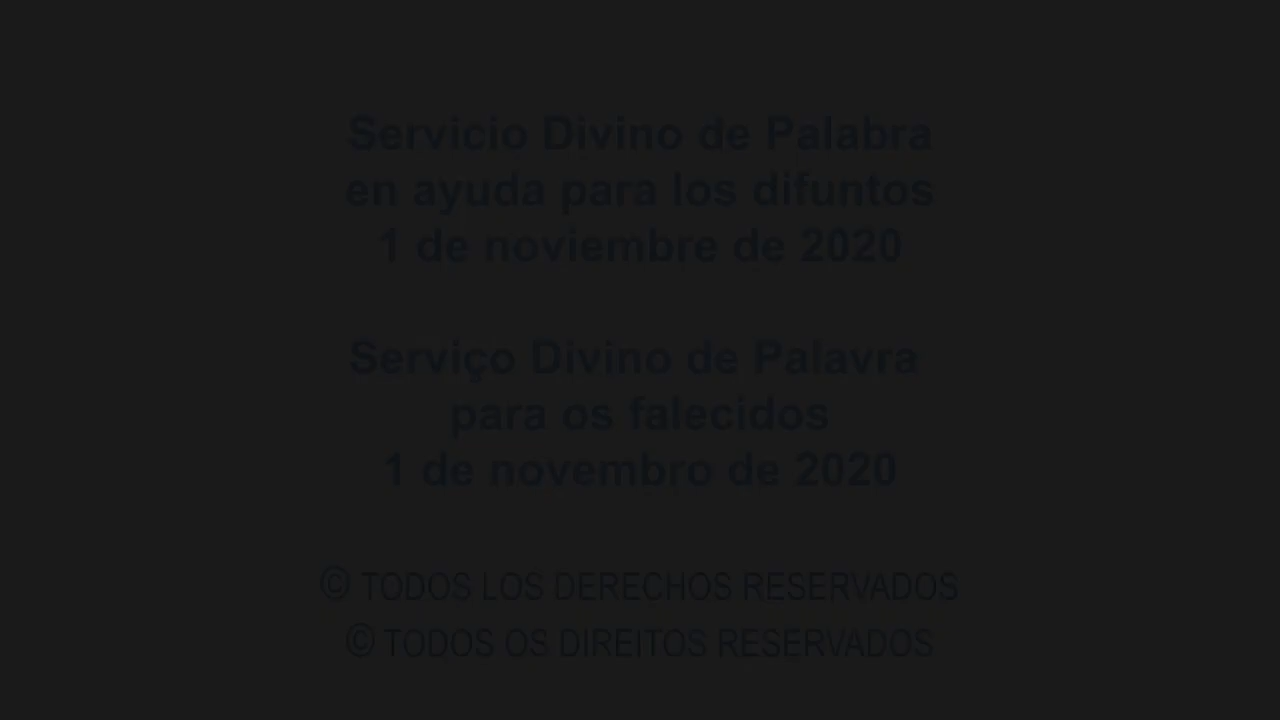 Servicio Divino de Palabra
en ayuda para los difuntos
1 de noviembre de 2020
Serviço Divino de Palavra
para os falecidos
1 de novembro de 2020
© TODOS LOS DERECHOS RESERVADOS
© TODOS OS DIREITOS RESERVADOS